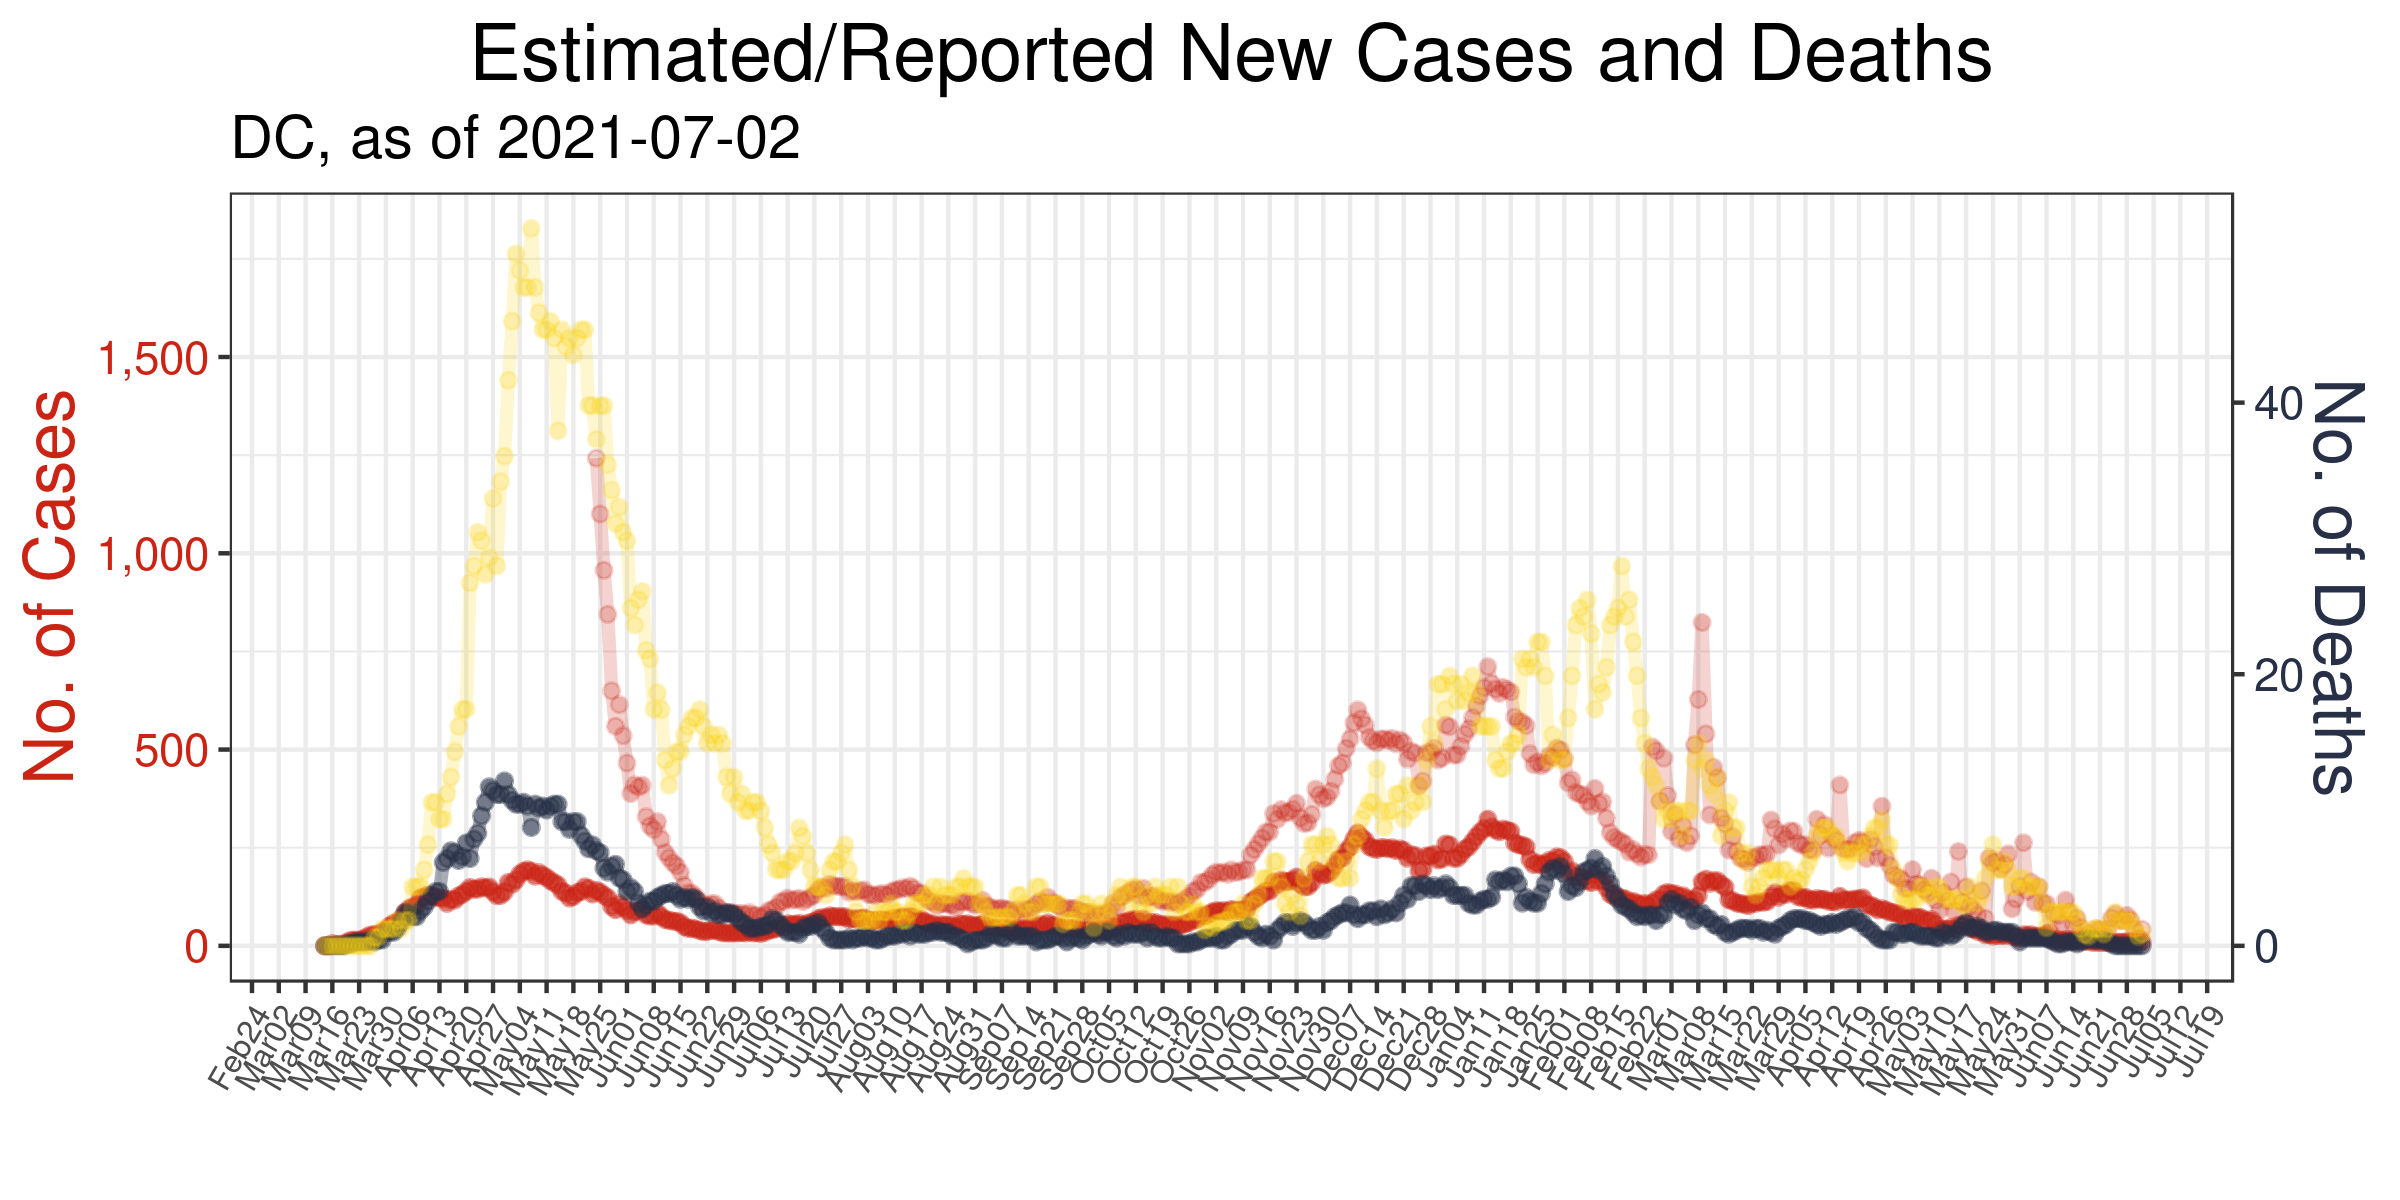 Estimated/Reported New Cases and Deaths
DC, as of 2021-07-02
No. of Cases
1,500
1,000
500
0
40
20
0
No. of Deaths
Feb24
Mar02
Mar09
Mar16
Mar23
Mar30
Apr06
Apr13
Apr20
Apr27
May04
May11
May18
May25
Jun01
Jun08
Jun15
Jun22
Jun29
Jul06
Jul13
Jul20
Jul27
Aug03
Aug10
Aug17
Aug24
Aug31
Sep07
Sep14
Sep21
Sep28
Oct05
Oct12
Oct19
Oct26
Nov02
Nov09
Nov16
Nov23
Nov30
Dec07
Dec14
Dec21
Dec28
Jan04
Jan11
Jan18
Jan25
Feb01
Feb08
Feb15
Feb22
Mar01
Mar08
Mar15
Mar22
Mar29
Apr05
Apr12
Apr19
Apr26
May03
May10
May17
May24
May31
Jun07
Jun14
Jun21
Jun28
Jul05
Jul12
Jul19